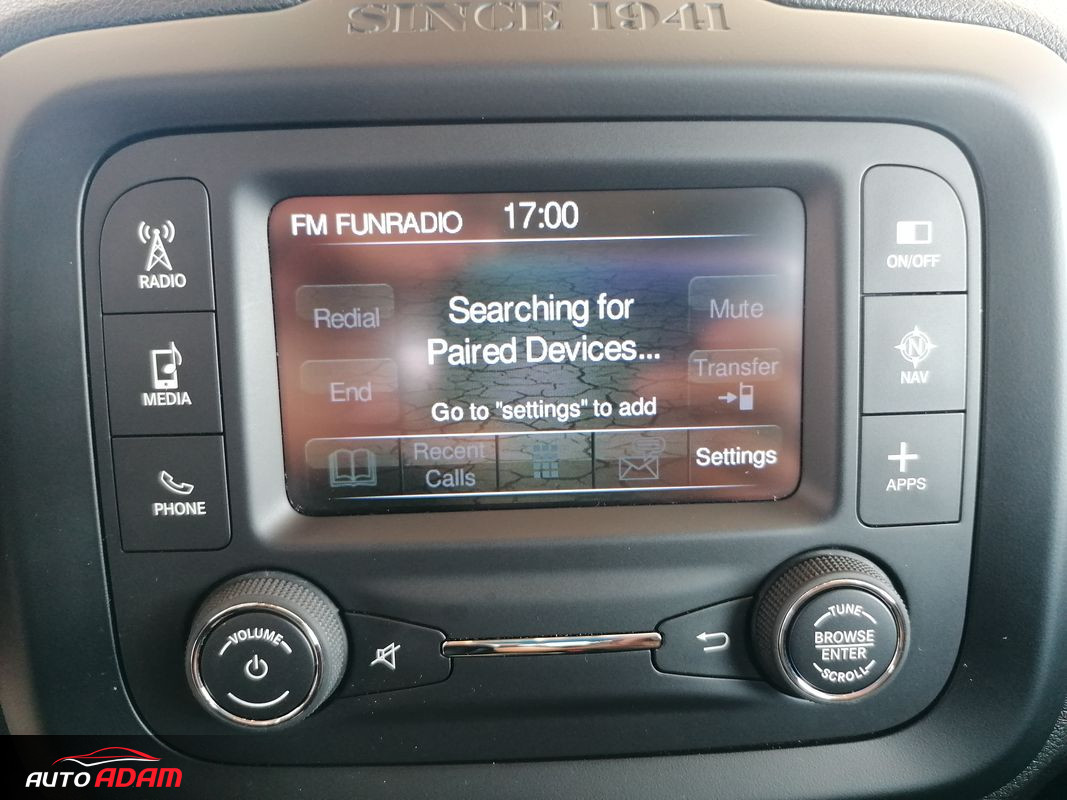 SINCE 1941
FM FUNRADIO 17:00
RADIO
MEDIA
PHONE
Redial
End
Searching for
Paired Devices...
Go to "settings" to add
Mute
Transfer
Recent
Calls
Settings
ON/OFF
N
NAV
APPS
VOLUME
TUNE
BROWSE
ENTER
SCROLL
AUTO ADAM